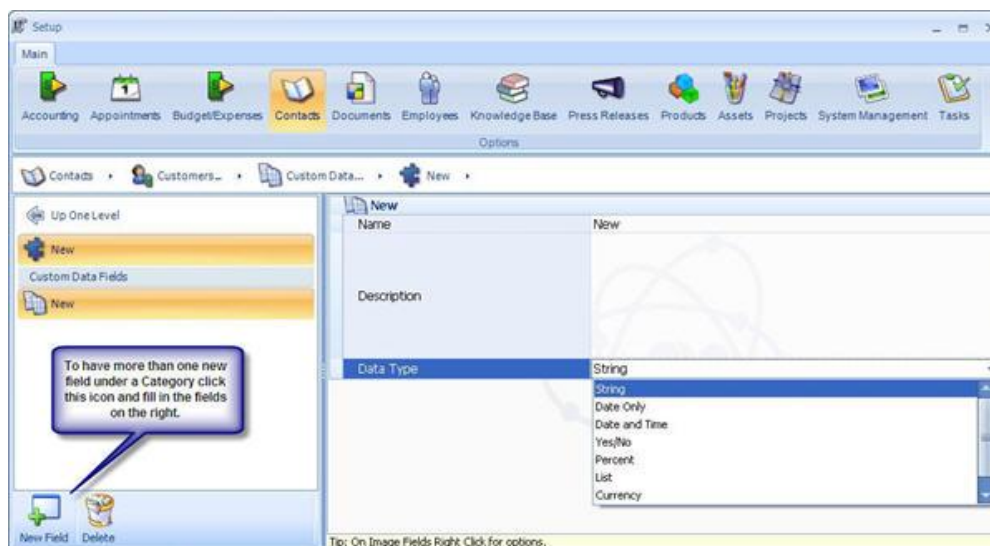 Setup
Main
Accounting Appointments Budget/Expenses Contacts Documents Employees Knowledge Base Press Releases Products Assets Projects System Management Tasks
Options
Contacts Customers... Custom Data... New
Up One Level
New
Custom Data Fields
New
To have more than one new
field under a Category click
this icon and fill in the fields
on the right.
New Field Delete
New
Name New
Description
Data Type String
String
Date Only
Date and Time
Yes/No
Percent
List
Currency
Tip: On Image Fields Right Click for options.